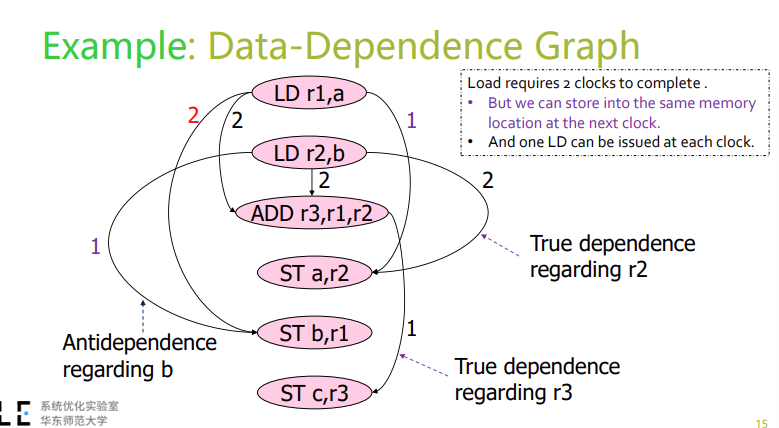 Example: Data-Dependence Graph
Load requires 2 clocks to complete .
• But we can store into the same memory
location at the next clock.
• And one LD can be issued at each clock.
LD r1,a
2
2
1
LD r2,b
2
2
ADD r3,r1,r2
1
ST a,r2
True dependence
regarding r2
ST b,r1
1
Antidependence
regarding b
True dependence
regarding r3
ST c,r3
LE
系统优化实验室
华东师范大学
15